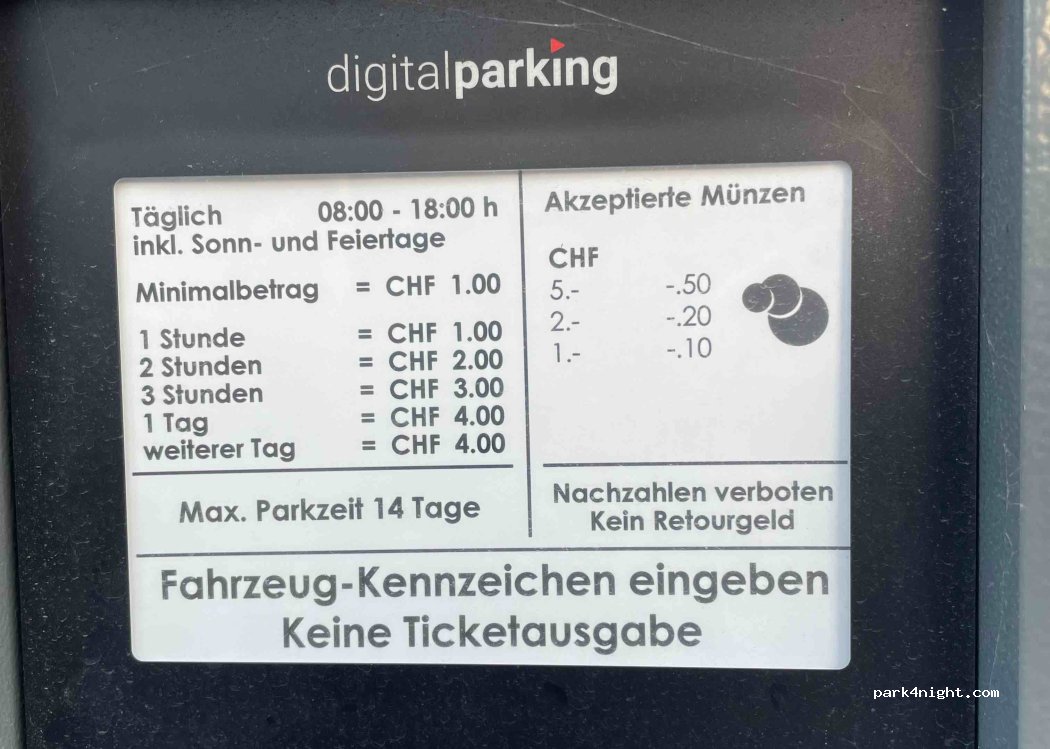 digitalparking
Täglich 08:00 - 18:00 h
inkl. Sonn- und Feiertage
Minimalbetrag = CHF 1.00
1 Stunde = CHF 1.00
2 Stunden = CHF 2.00
3 Stunden = CHF 3.00
1 Tag = CHF 4.00
weiterer Tag = CHF 4.00
Max. Parkzeit 14 Tage
Akzeptierte Münzen
CHF
5.- -.50
2.- -.20
1.- -.10
Nachzahlen verboten
Kein Retourgeld
Fahrzeug-Kennzeichen eingeben
Keine Ticketausgabe
park4night.com